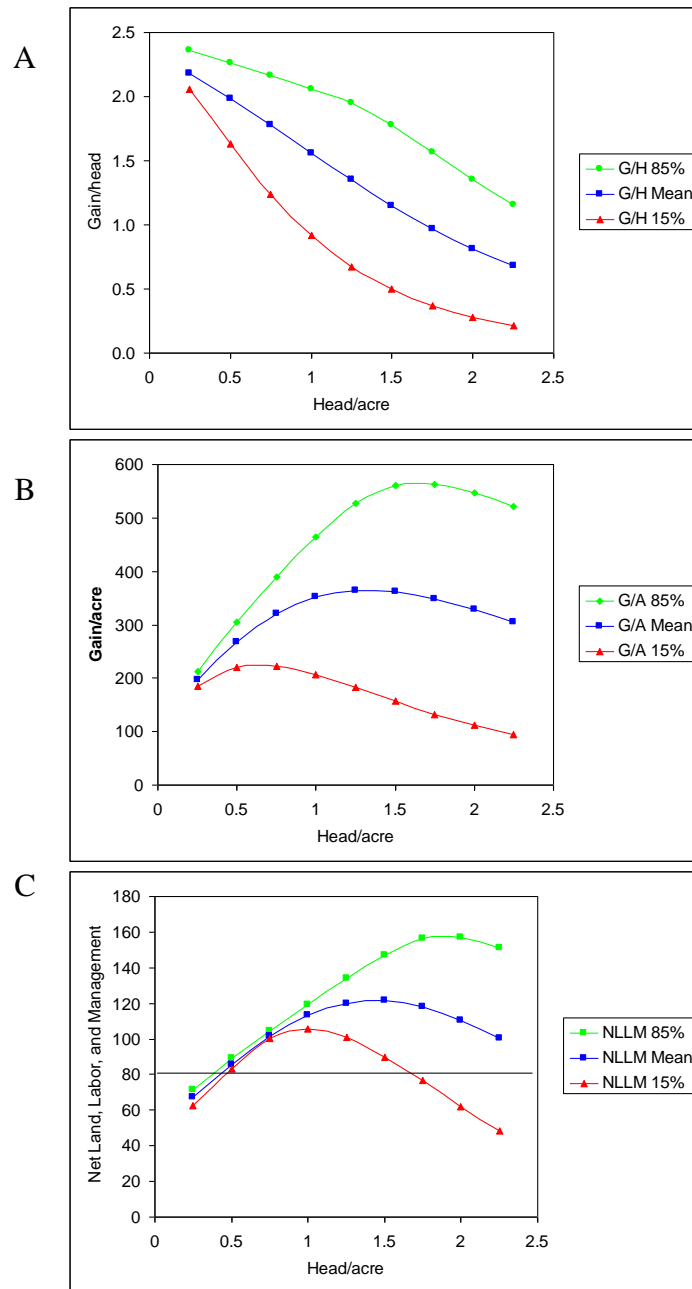 A
2.5
2.0
1.5
1.0
0.5
0.0
Gain/head
0 0.5 1 1.5 2 2.5
Head/acre
G/H 85%
G/H Mean
G/H 15%
B
600
500
400
300
200
100
0
Gain/acre
0 0.5 1 1.5 2 2.5
Head/acre
G/A 85%
G/A Mean
G/A 15%
C
180
160
140
120
100
80
60
40
20
0
Net Land, Labor, and Management
0 0.5 1 1.5 2 2.5
Head/acre
NLLM 85%
NLLM Mean
NLLM 15%